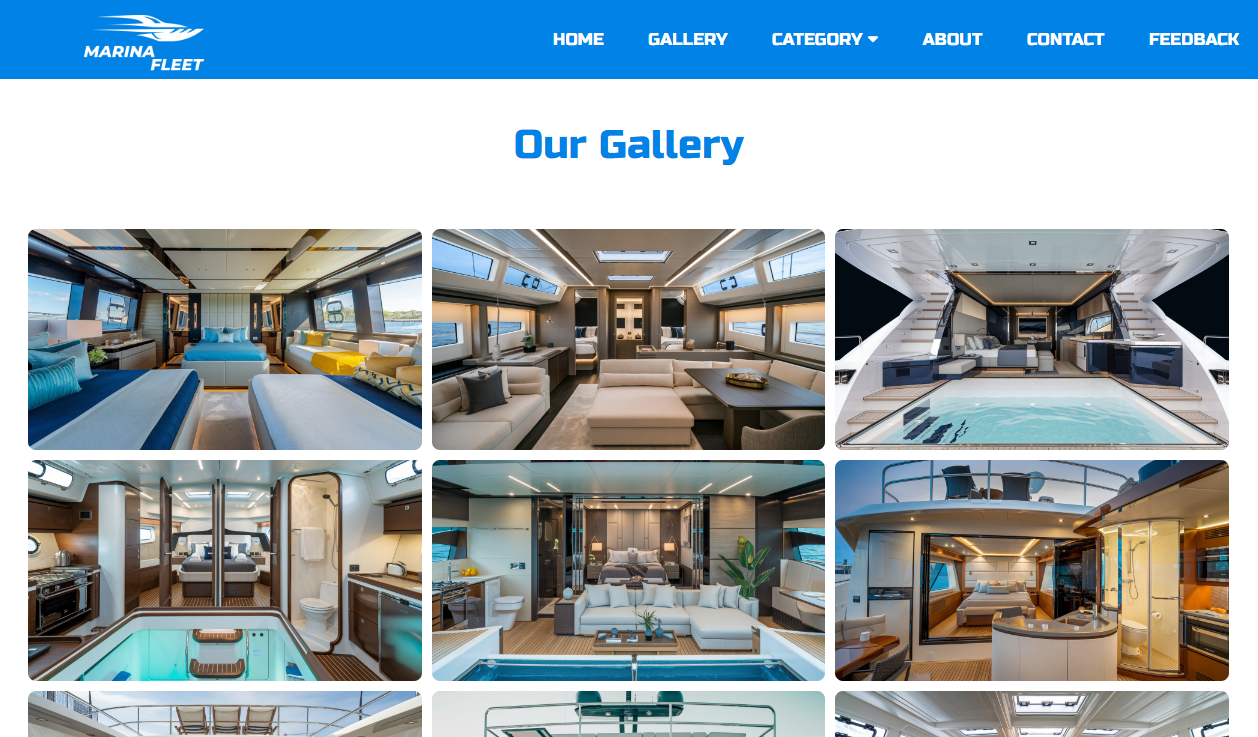 MARINA
FLEET
HOME
GALLERY
CATEGORY
ABOUT
CONTACT
FEEDBACK
Our Gallery